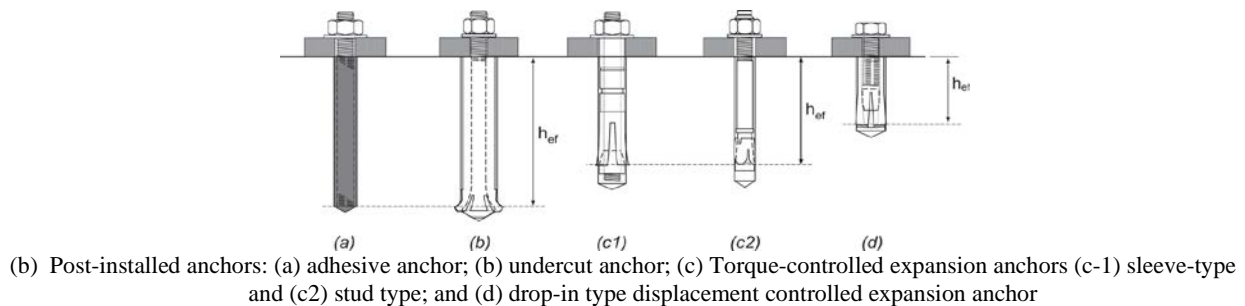 h_ef
h_ef
h_ef
(a)
(b)
(c1)
(c2)
(d)
(b) Post-installed anchors: (a) adhesive anchor; (b) undercut anchor; (c) Torque-controlled expansion anchors (c-1) sleeve-type
and (c2) stud type; and (d) drop-in type displacement controlled expansion anchor